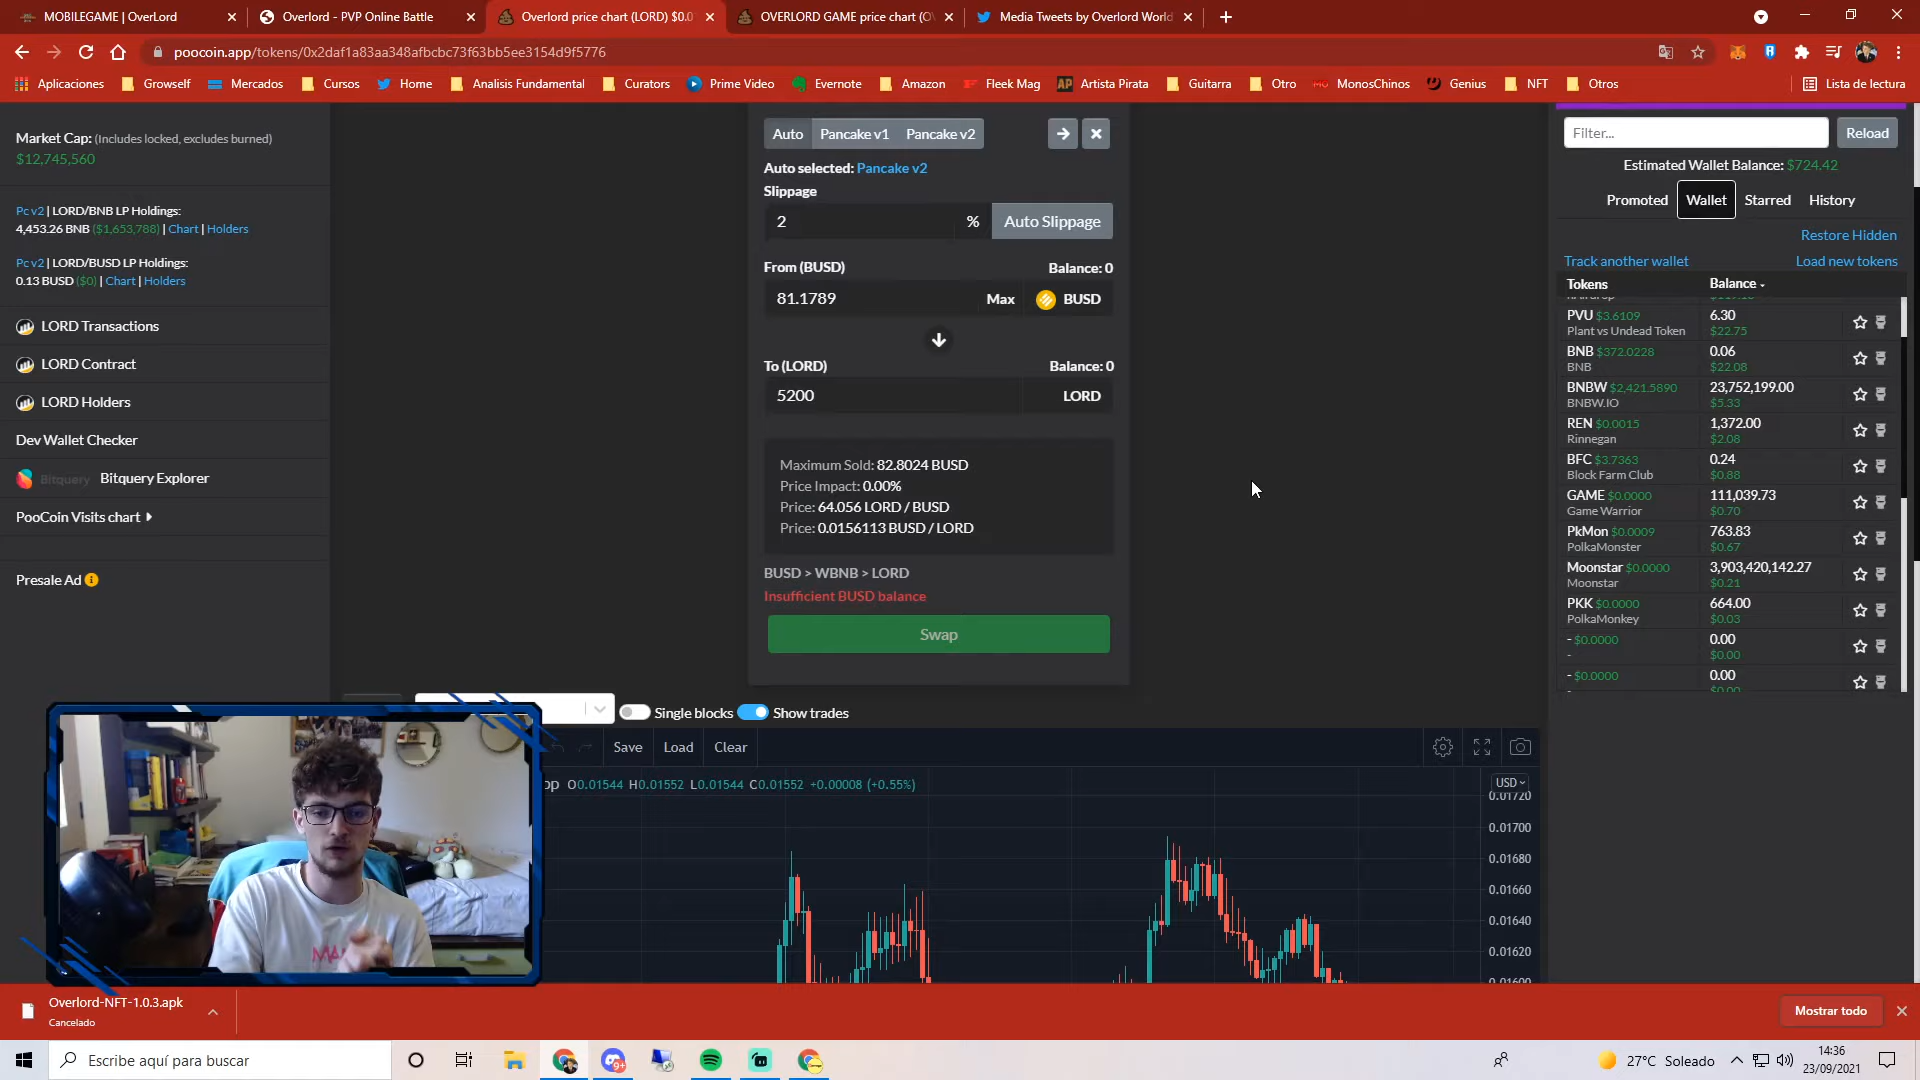 MOBILEGAME | OverLord
Overlord - PVP Online Battle
Overlord price chart (LORD) $0.0
OVERLORD GAME price chart (O
Media Tweets by Overlord World
poocoin.app/tokens/0x2daf1a83aa348afbcbc73f63bb5ee3154d9f5776
Aplicaciones
Growself
Mercados
Cursos
Home
Analisis Fundamental
Curators
Prime Video
Evernote
Amazon
Fleek Mag
AP Artista Pirata
Guitarra
Otro
MonosChinos
Genius
NFT
Otros
Lista de lectura
Market Cap: (Includes locked, excludes burned)
$12,745,560
Pc v2 | LORD/BNB LP Holdings:
4,453.26 BNB ($1,653,788) | Chart | Holders
Pc v2 | LORD/BUSD LP Holdings:
0.13 BUSD ($0) | Chart | Holders
LORD Transactions
LORD Contract
LORD Holders
Dev Wallet Checker
Bitquery Bitquery Explorer
PooCoin Visits chart
Presale Ad
Auto Pancake v1 Pancake v2
Auto selected: Pancake v2
Slippage
2 % Auto Slippage
From (BUSD) Balance: 0
81.1789 Max BUSD
To (LORD) Balance: 0
5200 LORD
Maximum Sold: 82.8024 BUSD
Price Impact: 0.00%
Price: 64.056 LORD / BUSD
Price: 0.0156113 BUSD / LORD
BUSD > WBNB > LORD
Insufficient BUSD balance
Swap
Single blocks Show trades
Save Load Clear
O0.01544 H0.01552 L0.01544 C0.01552 +0.00008 (+0.55%)
USD
0.01720
0.01700
0.01680
0.01660
0.01640
0.01620
0.01600
Filter... Reload
Estimated Wallet Balance: $724.42
Promoted Wallet Starred History
Restore Hidden
Track another wallet Load new tokens
Tokens Balance
PVU $3.6109 6.30
Plant vs Undead Token $22.75
BNB $372.0228 0.06
BNB $22.08
BNBW $2,421.5890 23,752,199.00
BNBW.IO $5.33
REN $0.0015 1,372.00
Rinnegan $2.08
BFC $3.7363 0.24
Block Farm Club $0.88
GAME $0.0000 111,039.73
Game Warrior $0.70
PkMon $0.0009 763.83
PolkaMonster $0.67
Moonstar $0.0000 3,903,420,142.27
Moonstar $0.21
PKK $0.0000 664.00
PolkaMonkey $0.03
- $0.0000 0.00
- $0.00
- $0.0000 0.00
$0.00
Overlord-NFT-1.0.3.apk
Cancelado
Mostrar todo
Escribe aquí para buscar
9+
27°C Soleado
14:36
23/09/2021